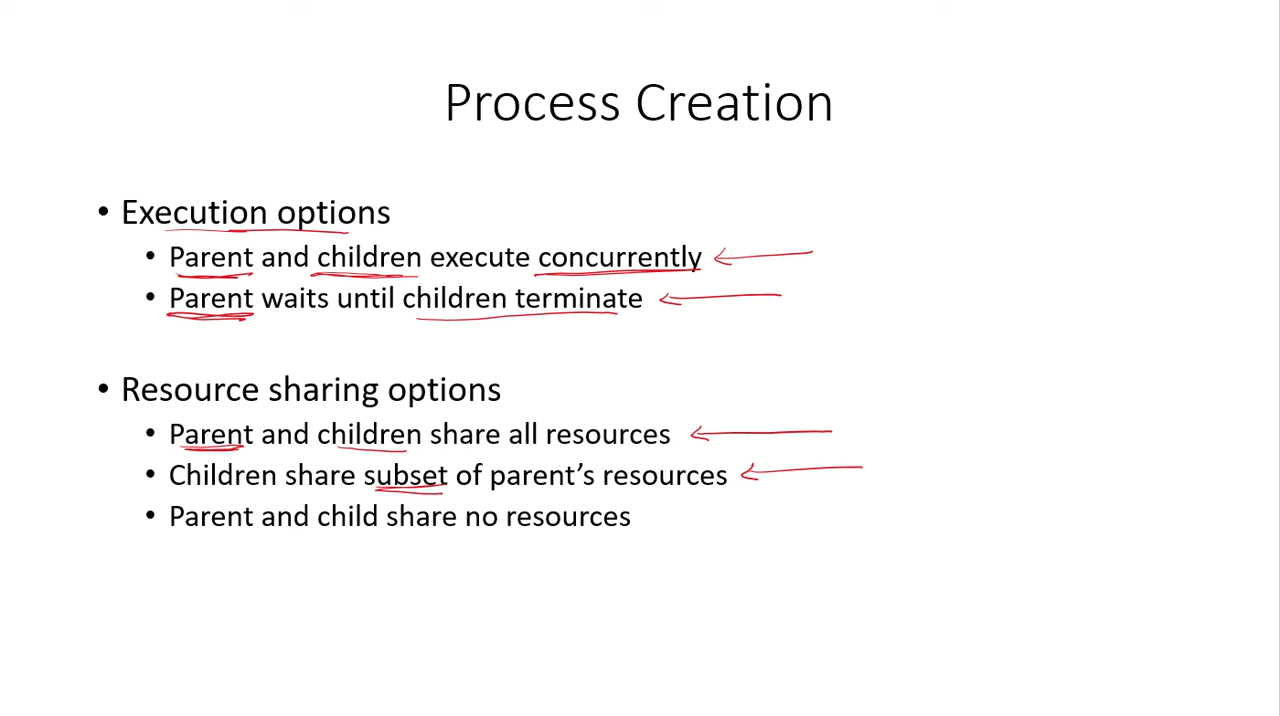 Process Creation
• Execution options
• Parent and children execute concurrently
• Parent waits until children terminate
• Resource sharing options
• Parent and children share all resources
• Children share subset of parent’s resources
• Parent and child share no resources